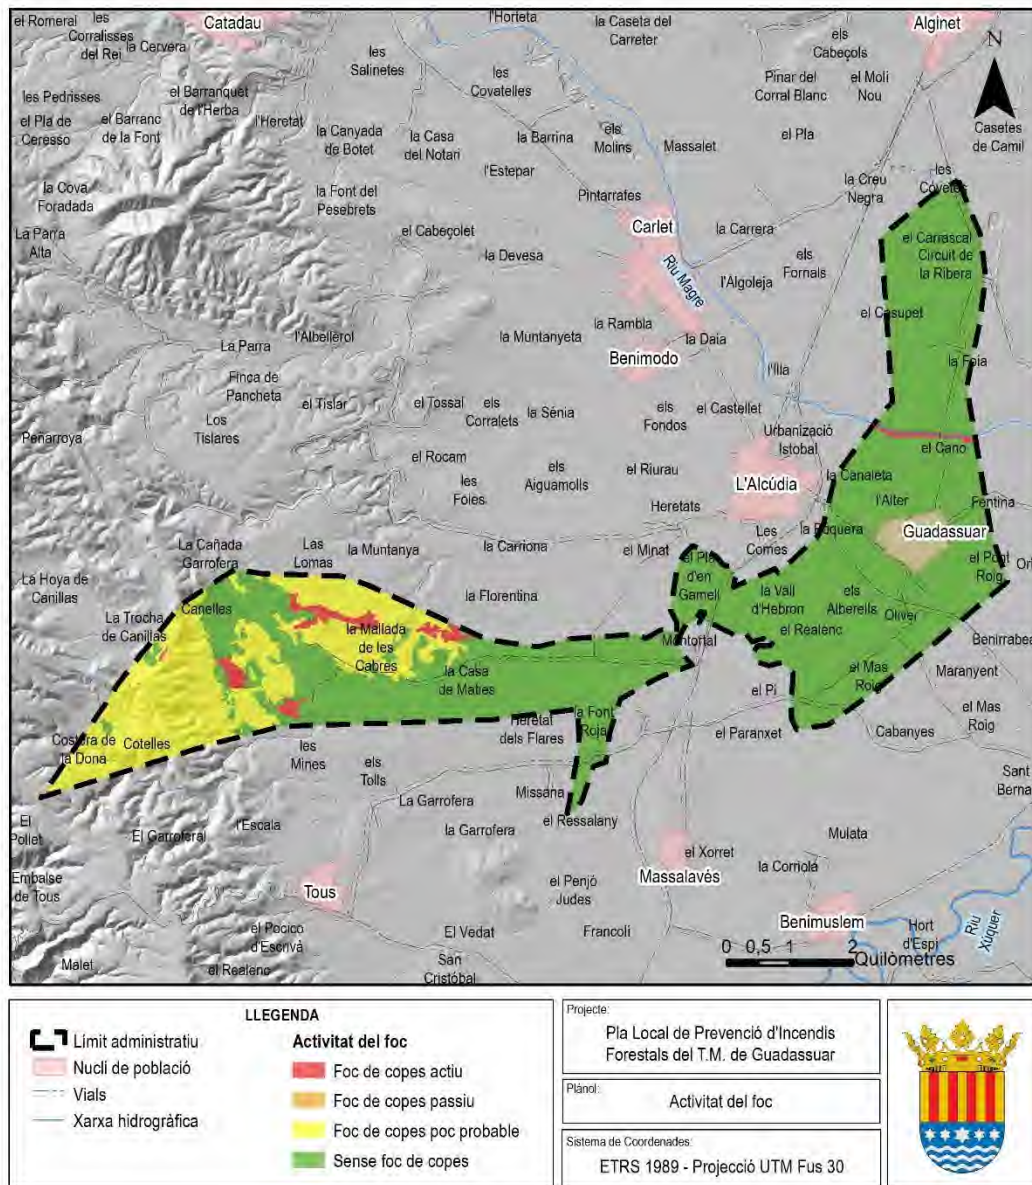 el Romeral
les
Corralisses
del Rei
la Cervera
Catadau
l'Horteta
la Caseta del
Carreter
els
Cabeçols
Alginet
N
les
Salinetes
les
Covatelles
Pinar del
Corral Blanc
el Moli
Nou
les Pedrisses
el Barranquet
de l'Herba
el Pla de
Ceresso
el Barranc
de la Font
l'Heretat
la Canyada
de Botet
la Casa
del Notari
la Barrina
els
Molins
Massalet
el Pla
Casetes
de Camil
l'Estepar
la Cova
Foradada
la Font del
Pesebrets
Pintarrafes
la Creu
Negra
les
Covetes
La Parra
Alta
el Cabeçolet
Carlet
la Carrera
el Carrascal
Circuit de
la Ribera
la Devesa
Riu Magre
els
Fornals
l'Algoleja
el Casupet
la Rambla
la Muntanyeta
la Daia
l'Albellerol
La Parra
Benimodo
la Foia
l'Illa
Finca de
Pancheta
el Tislar
el Tossal
els
Corralets
la Sénia
els
Fondos
el Castellet
Los
Tislares
Urbanizació
Istobal
Peñarroya
el Cano
el Rocam
les
Foies
els
Aiguamolls
el Riurau
L'Alcúdia
la Canaleta
l'Alter
Fentina
Heretats
Guadassuar
La Cañada
Garrofera
Las
Lomas
la Muntanya
la Carriona
el Minat
Les
Comes
el Pla
d'en
Gamell
el Pont
Roig
La Hoya de
Canillas
Canelles
la Florentina
la Vall
d'Hebron
els
Alberells
La Trocha
de Canillas
la Mallada
de les
Cabres
el Realenc
Oliver
Montortal
Benirrabe
la Casa
de Maties
el Mas
Roig
Maranyent
el Pi
Costera de
la Dona
Cotelles
Heretat
dels Flares
la Font
Roja
el Paranxet
Cabanyes
el Mas
Roig
les
Mines
els
Tolls
Missana
Sant
Berna
La Garrofera
el Ressalany
El
Pollet
El Garroferal
l'Escala
la Garrofera
Mulata
el Xorret
Massalavés
la Corriola
Embalse
de Tous
Tous
el Penjó
Judes
Benimuslem
el Pocico
d'Escrivá
El Vedat
Francoli
Hort
d'Espi
Riu
Xúquer
Malet
el Realenc
San
Cristóbal
0 0,5 1 2
Quilòmetres
LLEGENDA
Límit administratiu
Nucli de població
Vials
Xarxa hidrogràfica
Activitat del foc
Foc de copes actiu
Foc de copes passiu
Foc de copes poc probable
Sense foc de copes
Projecte:
Pla Local de Prevenció d'Incendis
Forestals del T.M. de Guadassuar
Plànol:
Activitat del foc
Sistema de Coordenades:
ETRS 1989 - Projecció UTM Fus 30